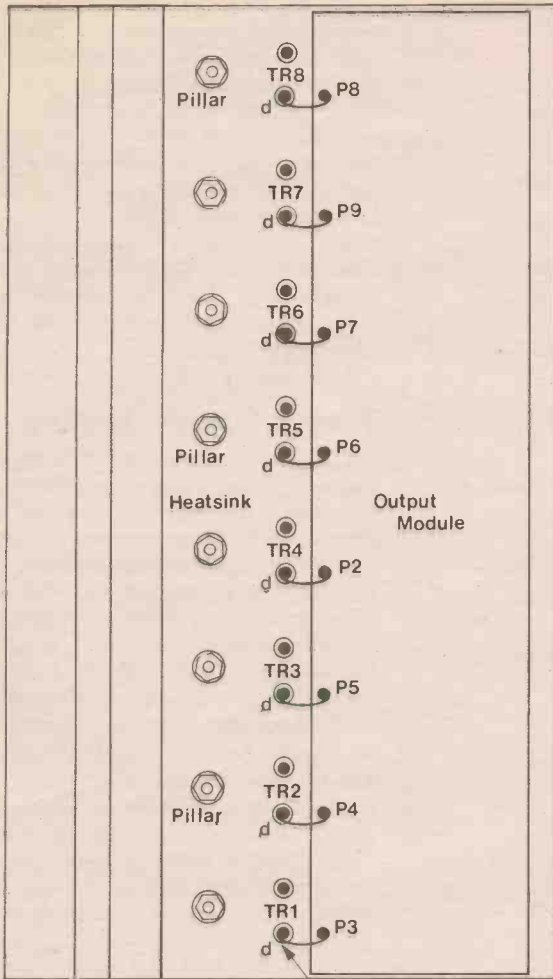 TR8
Pillar
d
P8
TR7
d
P9
TR6
d
P7
TR5
Pillar
d
P6
Heatsink
Output
Module
TR4
d
P2
TR3
d
P5
TR2
Pillar
d
P4
TR1
d
P3